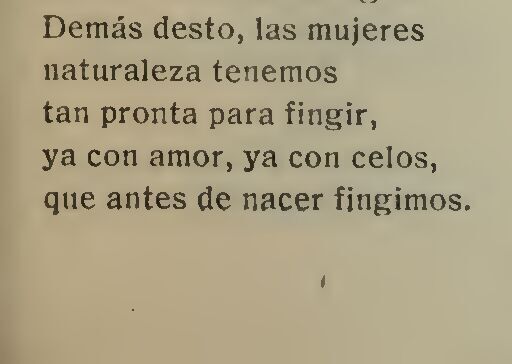 Demás desto, las mujeres
naturaleza tenemos
tan pronta para fingir,
ya con amor, ya con celos,
que antes de nacer fingimos.